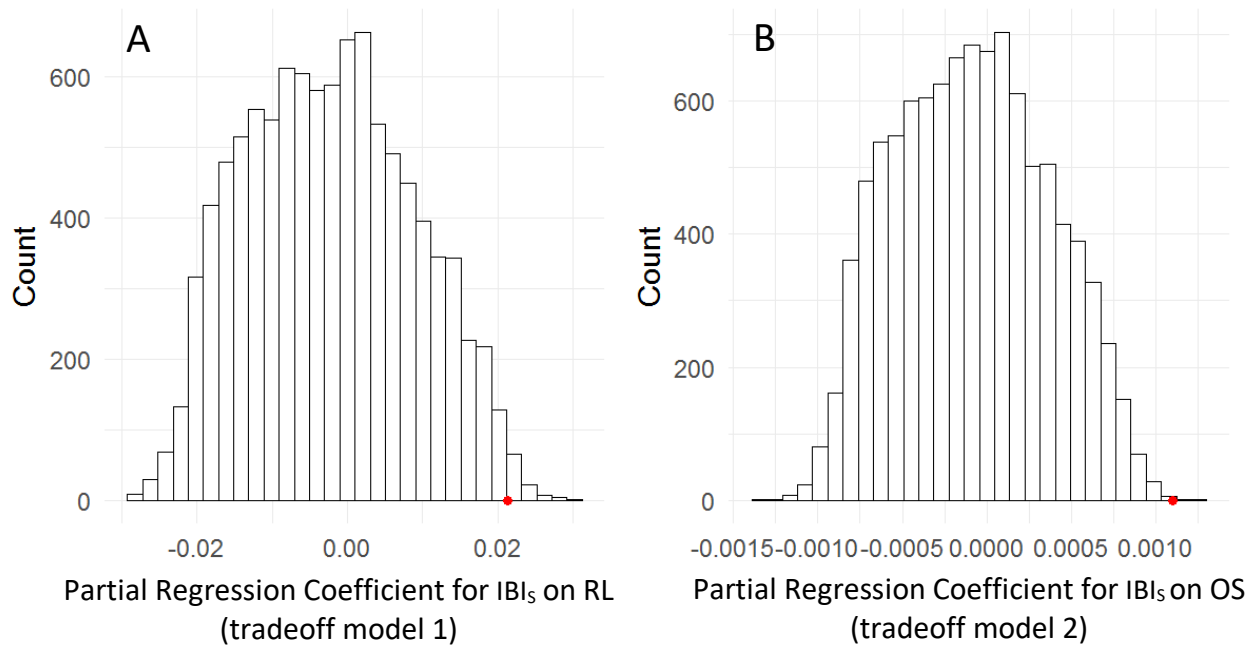 A
600
400
200
0
Count
-0.02
0.00
0.02
Partial Regression Coefficient for IBIS on RL
(tradeoff model 1)
B
600
400
200
0
Count
-0.0015
-0.0010
-0.0005
0.0000
0.0005
0.0010
Partial Regression Coefficient for IBIS on OS
(tradeoff model 2)